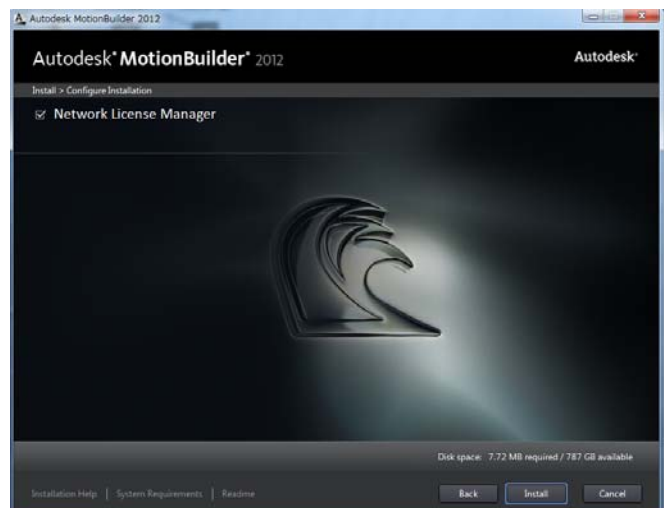 Autodesk MotionBuilder 2012
Autodesk® MotionBuilder® 2012
Autodesk®
Install > Configure Installation
Network License Manager
Disk space: 7.72 MB required / 787 GB available
Installation Help | System Requirements | Readme
Back
Install
Cancel